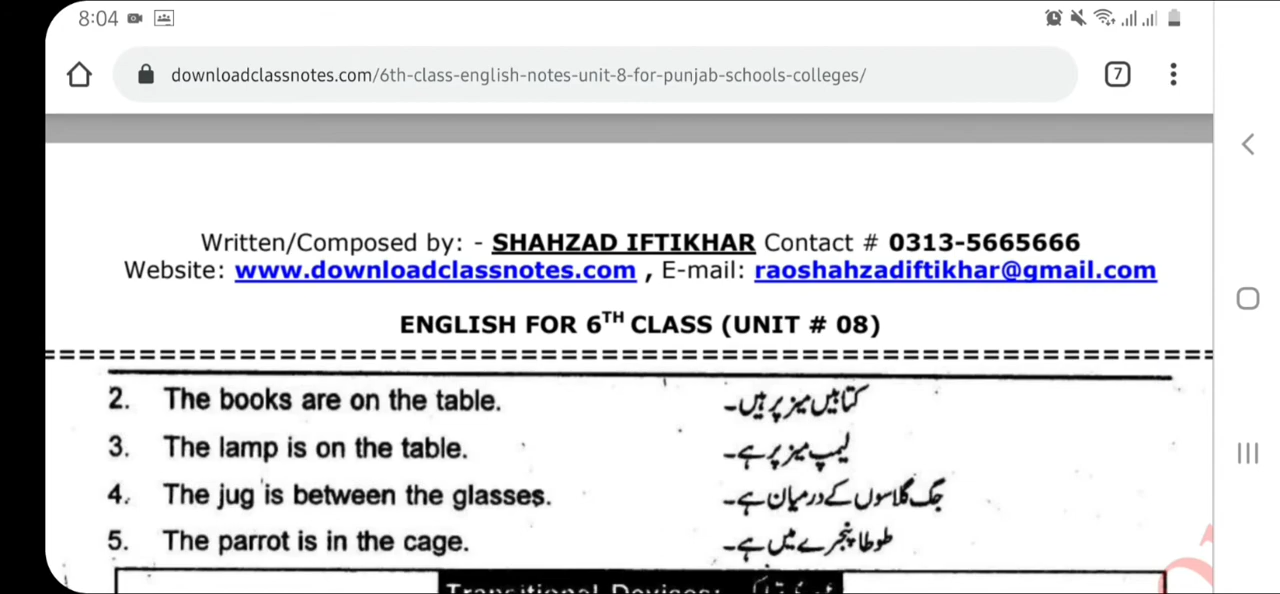 8:04
downloadclassnotes.com/6th-class-english-notes-unit-8-for-punjab-schools-colleges/
7
Written/Composed by: - SHAHZAD IFTIKHAR Contact # 0313-5665666
Website: www.downloadclassnotes.com , E-mail: raoshahzadiftikhar@gmail.com
ENGLISH FOR 6TH CLASS (UNIT # 08)
2. The books are on the table. کتابیں میز پر ہیں۔
3. The lamp is on the table. لیمپ میز پر ہے۔
4. The jug is between the glasses. جگ گلاسوں کے درمیان ہے۔
5. The parrot is in the cage. طوطا پنجرے میں ہے۔
Transitional Devices: